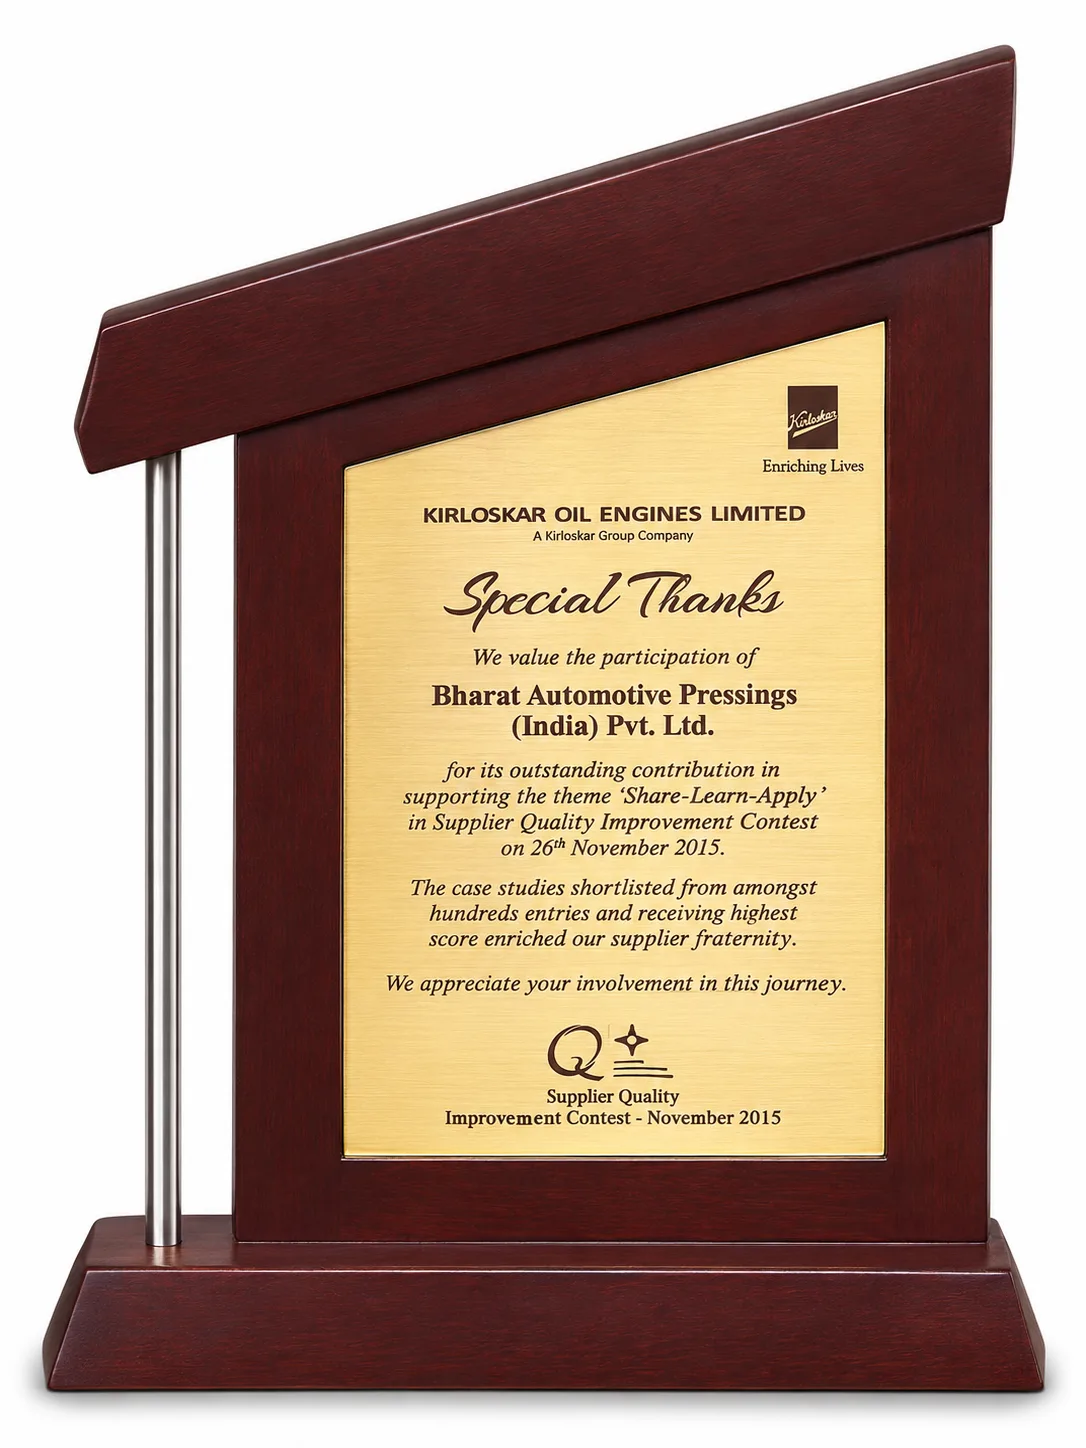 Kirloskar
Enriching Lives
KIRLOSKAR OIL ENGINES LIMITED
A Kirloskar Group Company
Special Thanks
We value the participation of
Bharat Automotive Pressings
(India) Pvt. Ltd.
for its outstanding contribution in
supporting the theme ‘Share-Learn-Apply’
in Supplier Quality Improvement Contest
on 26th November 2015.
The case studies shortlisted from amongst
hundreds entries and receiving highest
score enriched our supplier fraternity.
We appreciate your involvement in this journey.
Q
Supplier Quality
Improvement Contest - November 2015